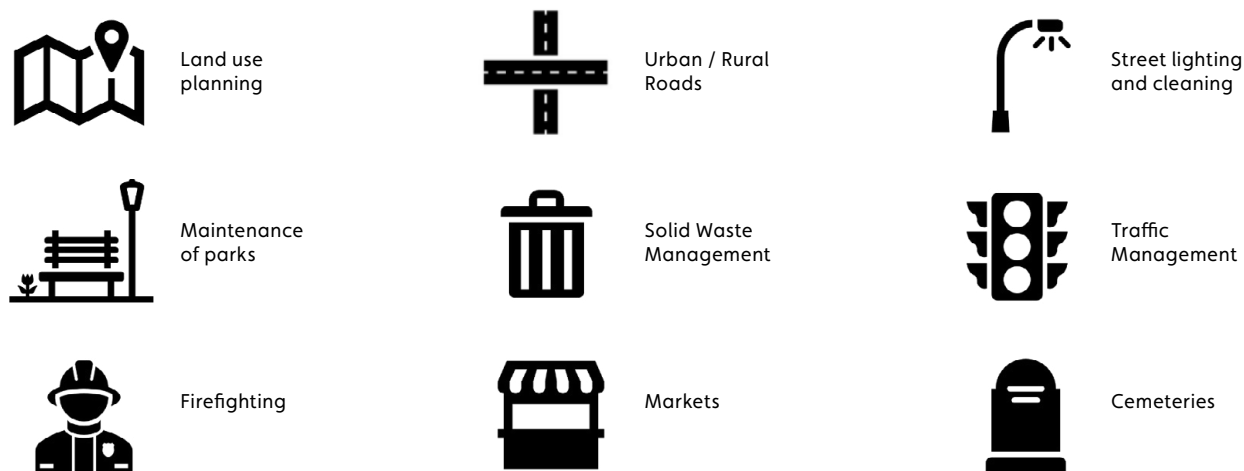 Land use
planning
Urban / Rural
Roads
Street lighting
and cleaning
Maintenance
of parks
Solid Waste
Management
Traffic
Management
Firefighting
Markets
Cemeteries